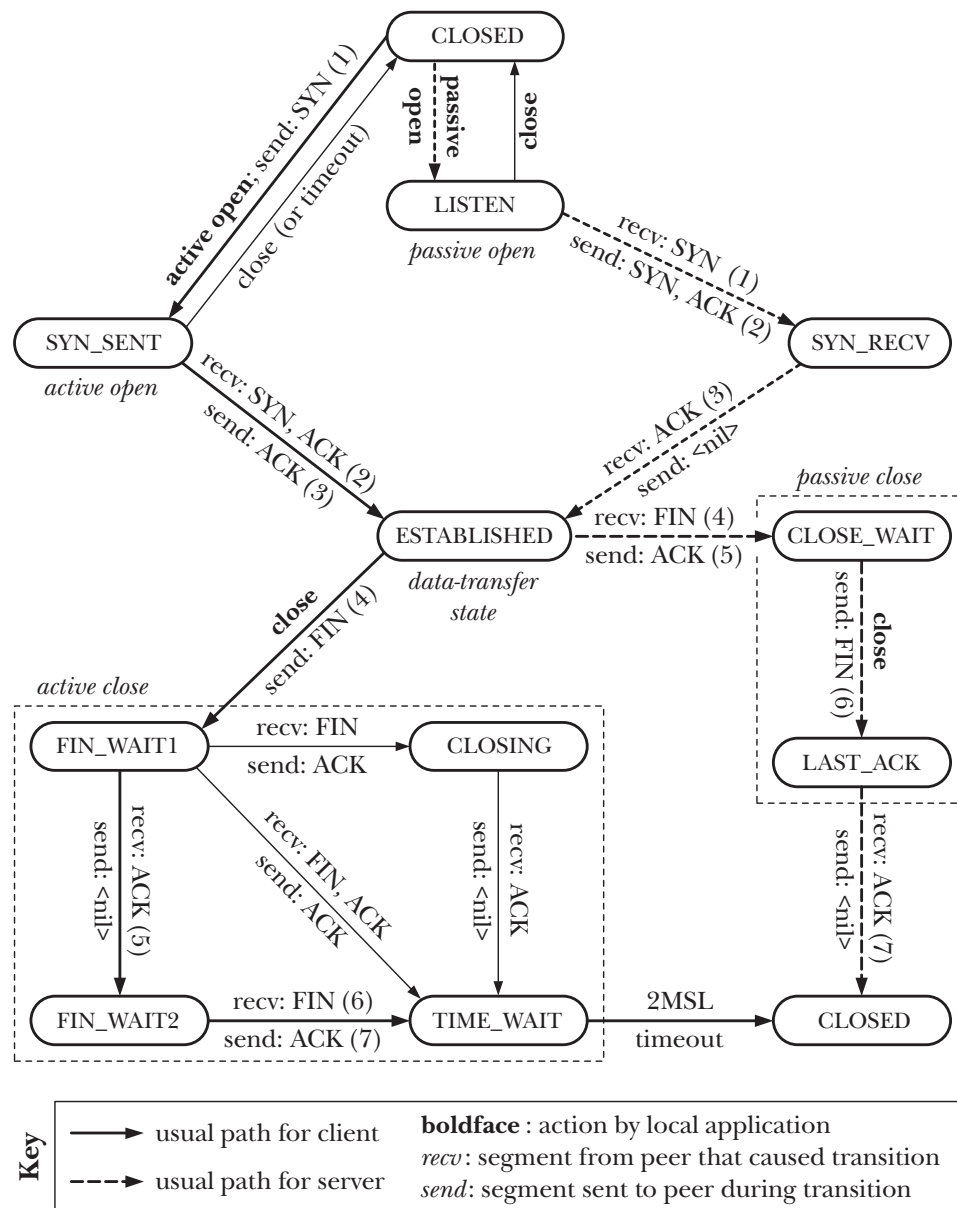 CLOSED
active open; send: SYN (1)
close (or timeout)
passive
open
close
LISTEN
passive open
recv: SYN (1)
send: SYN, ACK (2)
SYN_SENT
active open
SYN_RECV
recv: SYN, ACK (2)
send: ACK (3)
recv: ACK (3)
send: <nil>
passive close
ESTABLISHED
data-transfer
state
recv: FIN (4)
send: ACK (5)
CLOSE_WAIT
close
send: FIN (4)
close
send: FIN (6)
active close
FIN_WAIT1
recv: FIN
send: ACK
CLOSING
LAST_ACK
recv: ACK (5)
send: <nil>
recv: FIN, ACK
send: ACK
recv: ACK
send: <nil>
recv: ACK (7)
send: <nil>
FIN_WAIT2
recv: FIN (6)
send: ACK (7)
TIME_WAIT
2MSL
timeout
CLOSED
Key
usual path for client
usual path for server
boldface : action by local application
recv: segment from peer that caused transition
send: segment sent to peer during transition